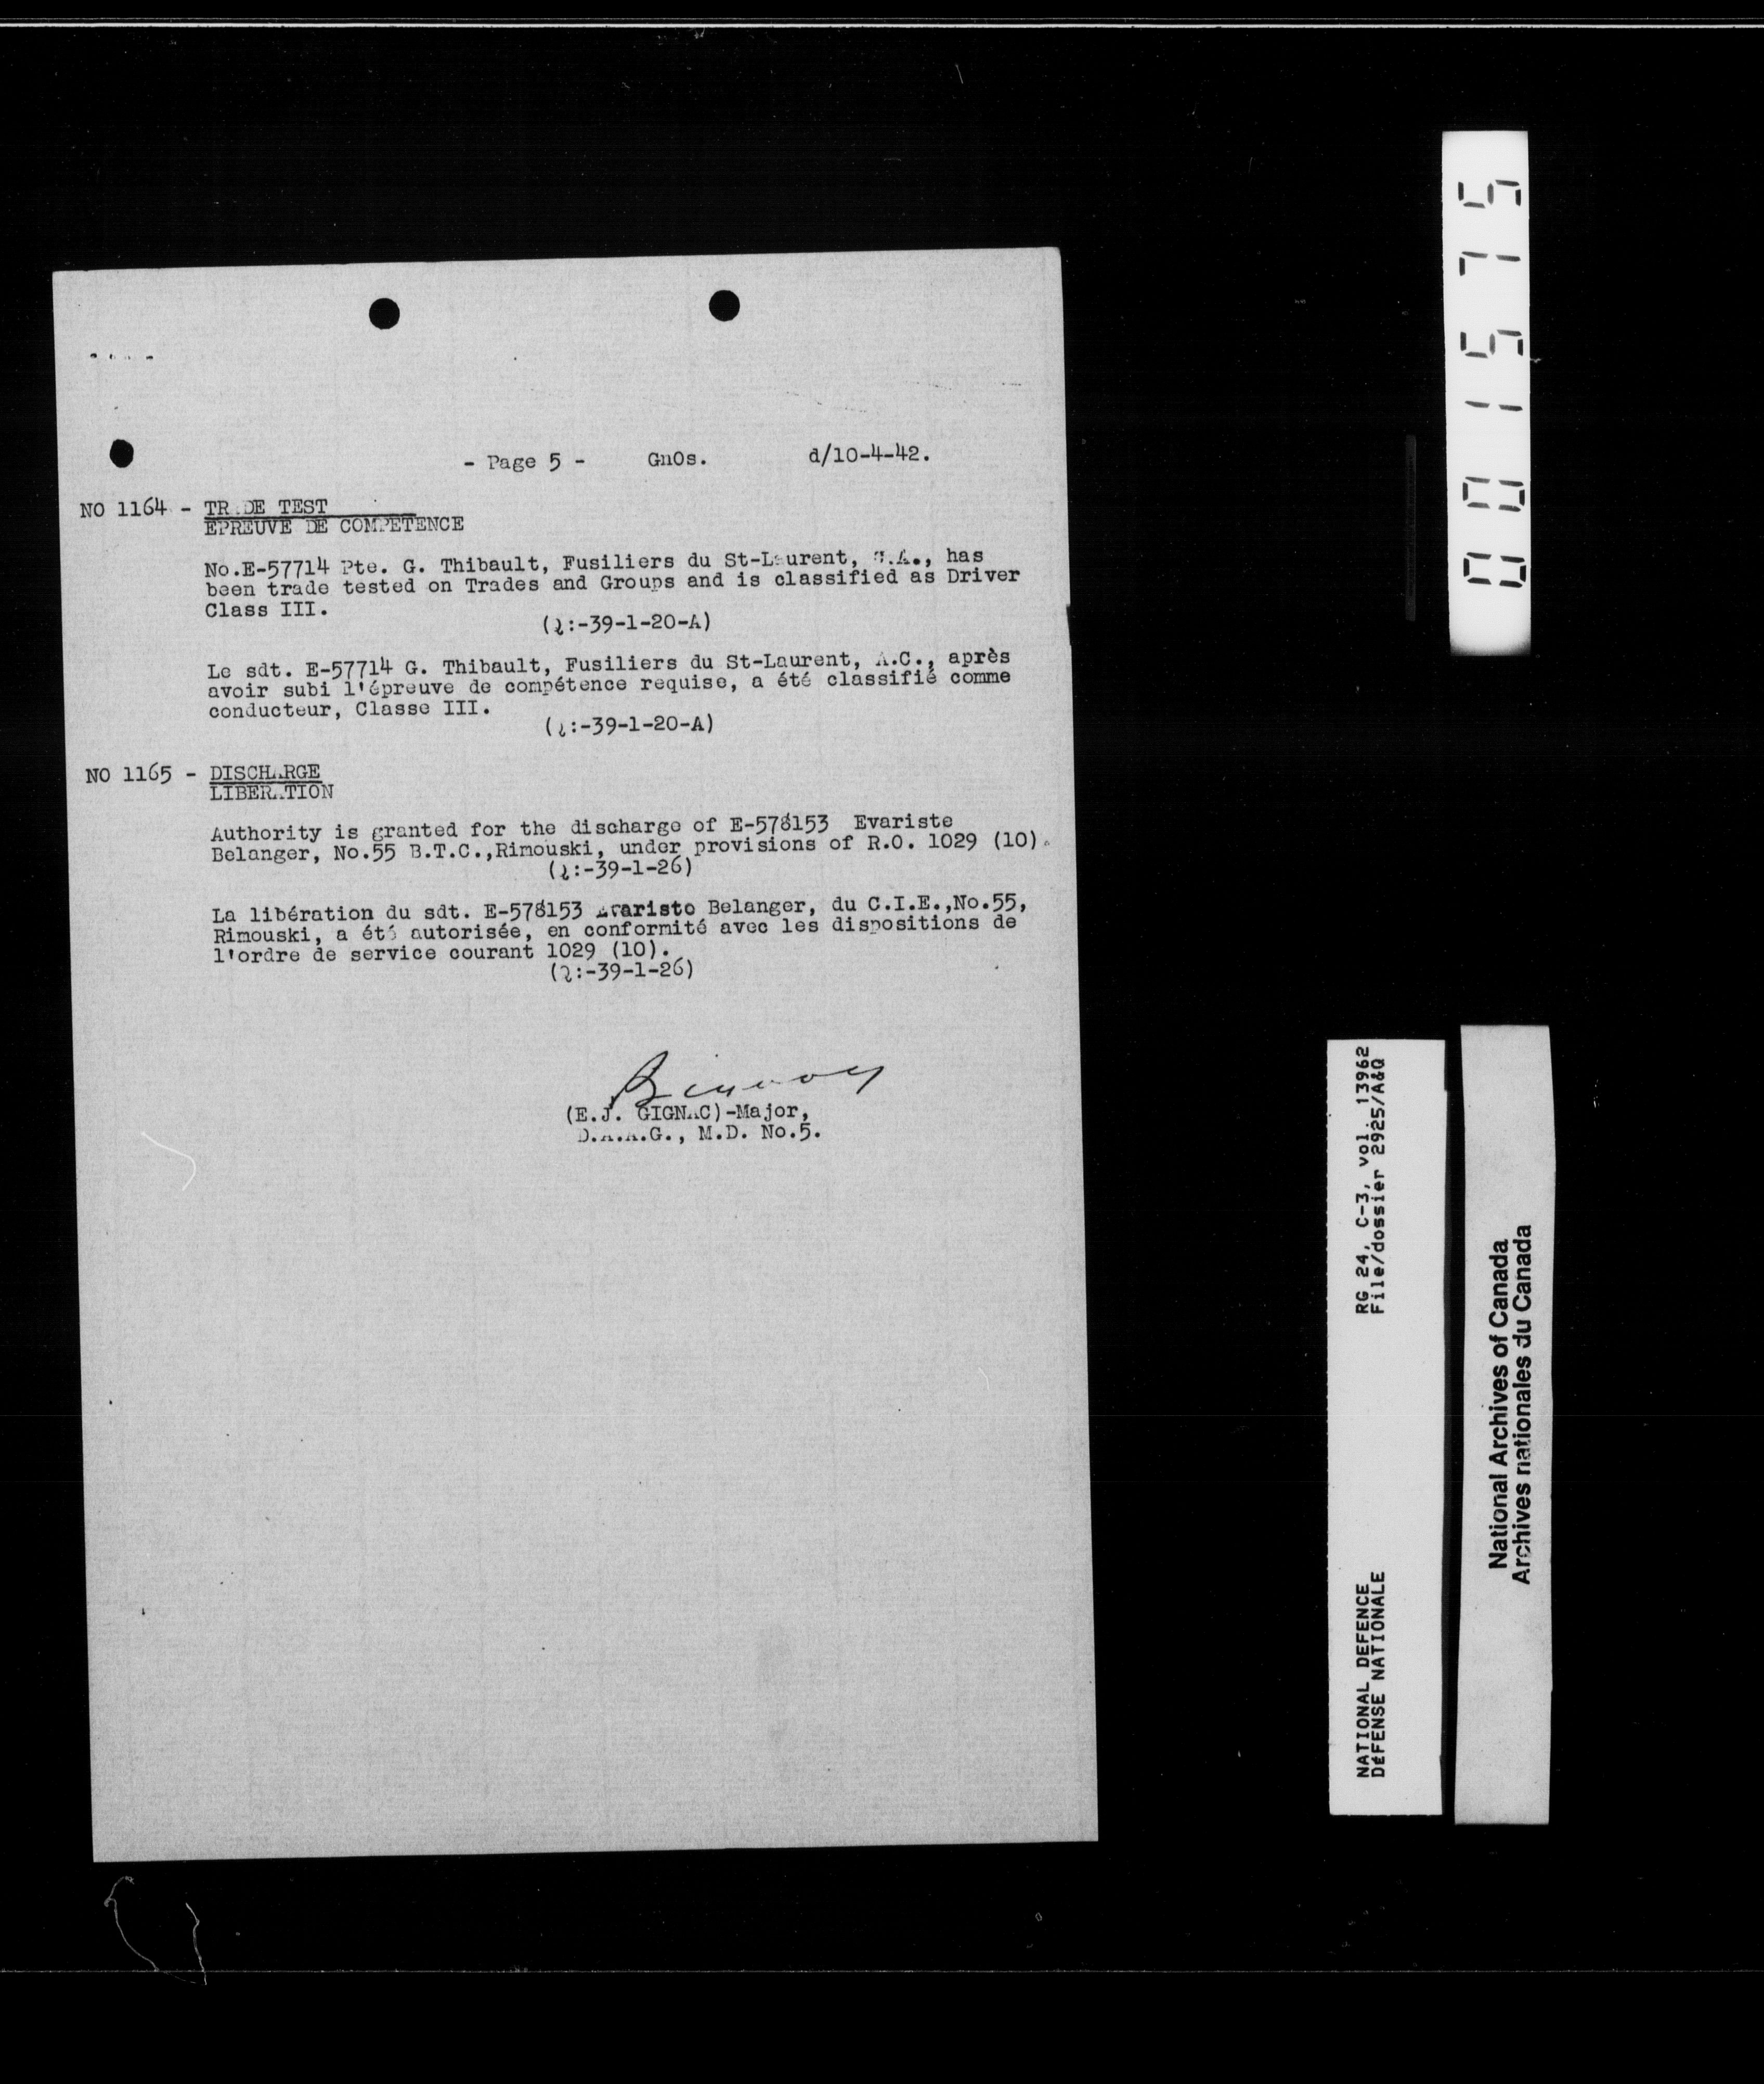 - Page 5 - GnOs. d/10-4-42.
NO 1164 - TRADE TEST
EPREUVE DE COMPETENCE
No.E-57714 Pte. G. Thibault, Fusiliers du St-Laurent, C.A., has
been trade tested on Trades and Groups and is classified as Driver
Class III.
(Q:-39-1-20-A)
Le sdt. E-57714 G. Thibault, Fusiliers du St-Laurent, A.C., après
avoir subi l'épreuve de compétence requise, a été classifié comme
conducteur, Classe III.
(Q:-39-1-20-A)
NO 1165 - DISCHARGE
LIBERATION
Authority is granted for the discharge of E-578153 Evariste
Belanger, No.55 B.T.C.,Rimouski, under provisions of R.O. 1029 (10).
(Q:-39-1-26)
La libération du sdt. E-578153 Evariste Belanger, du C.I.E.,No.55,
Rimouski, a été autorisée, en conformité avec les dispositions de
l'ordre de service courant 1029 (10).
(Q:-39-1-26)
(E.J. GIGNAC)-Major,
D.A.A.G., M.D. No.5.
001575
NATIONAL DEFENCE RG 24, C-3, vol. 13962
DéFENSE NATIONALE File/dossier 2925/A&Q
National Archives of Canada
Archives nationales du Canada